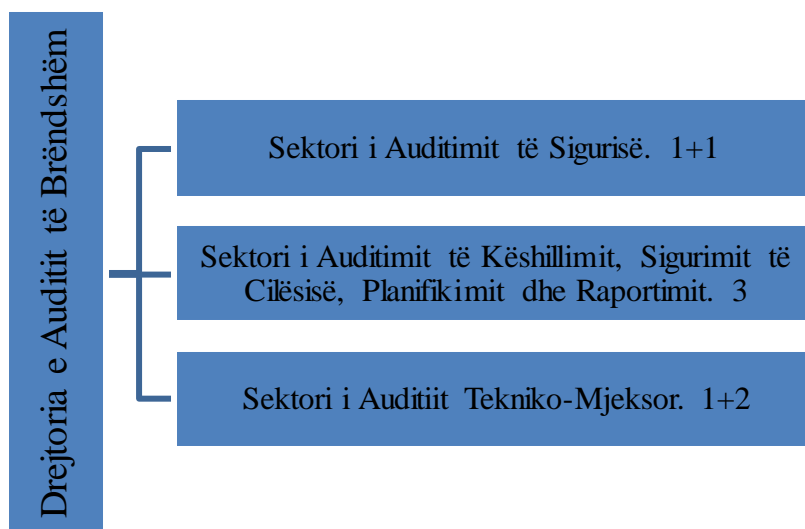 Drejtoria e Auditit të Brëndshëm
Sektori i Auditimit të Sigurisë. 1+1
Sektori i Auditimit të Këshillimit, Sigurimit të
Cilësisë, Planifikimit dhe Raportimit. 3
Sektori i Auditiit Tekniko-Mjeksor. 1+2